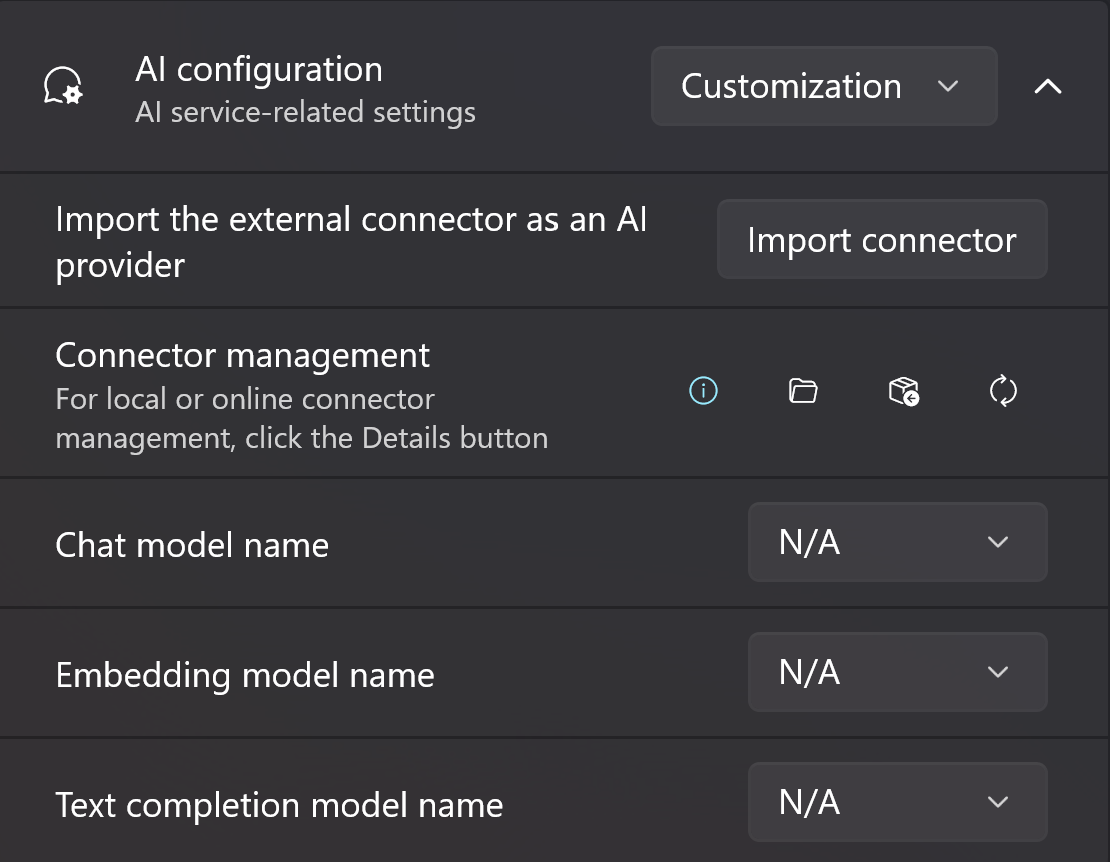 AI configuration
AI service-related settings
Customization
Import the external connector as an AI
provider
Import connector
Connector management
For local or online connector
management, click the Details button
Chat model name
N/A
Embedding model name
N/A
Text completion model name
N/A